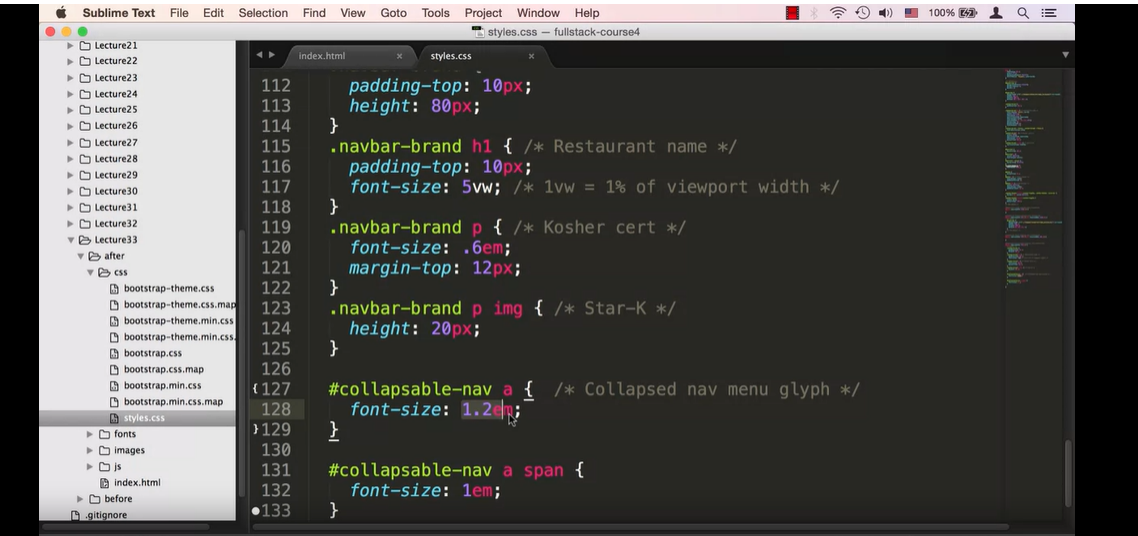 Sublime Text File Edit Selection Find View Goto Tools Project Window Help 100%
styles.css — fullstack-course4
Lecture21
Lecture22
Lecture23
Lecture24
Lecture25
Lecture26
Lecture27
Lecture28
Lecture29
Lecture30
Lecture31
Lecture32
Lecture33
after
css
bootstrap-theme.css
bootstrap-theme.css.map
bootstrap-theme.min.css
bootstrap-theme.min.css.
bootstrap.css
bootstrap.css.map
bootstrap.min.css
bootstrap.min.css.map
styles.css
fonts
images
js
index.html
before
.gitignore
index.html × styles.css ×
112 padding-top: 10px;
113 height: 80px;
114 }
115 .navbar-brand h1 { /* Restaurant name */
116 padding-top: 10px;
117 font-size: 5vw; /* 1vw = 1% of viewport width */
118 }
119 .navbar-brand p { /* Kosher cert */
120 font-size: .6em;
121 margin-top: 12px;
122 }
123 .navbar-brand p img { /* Star-K */
124 height: 20px;
125 }
126
{127 #collapsable-nav a { /* Collapsed nav menu glyph */
128 font-size: 1.2em;
}129 }
130
131 #collapsable-nav a span {
132 font-size: 1em;
133 }